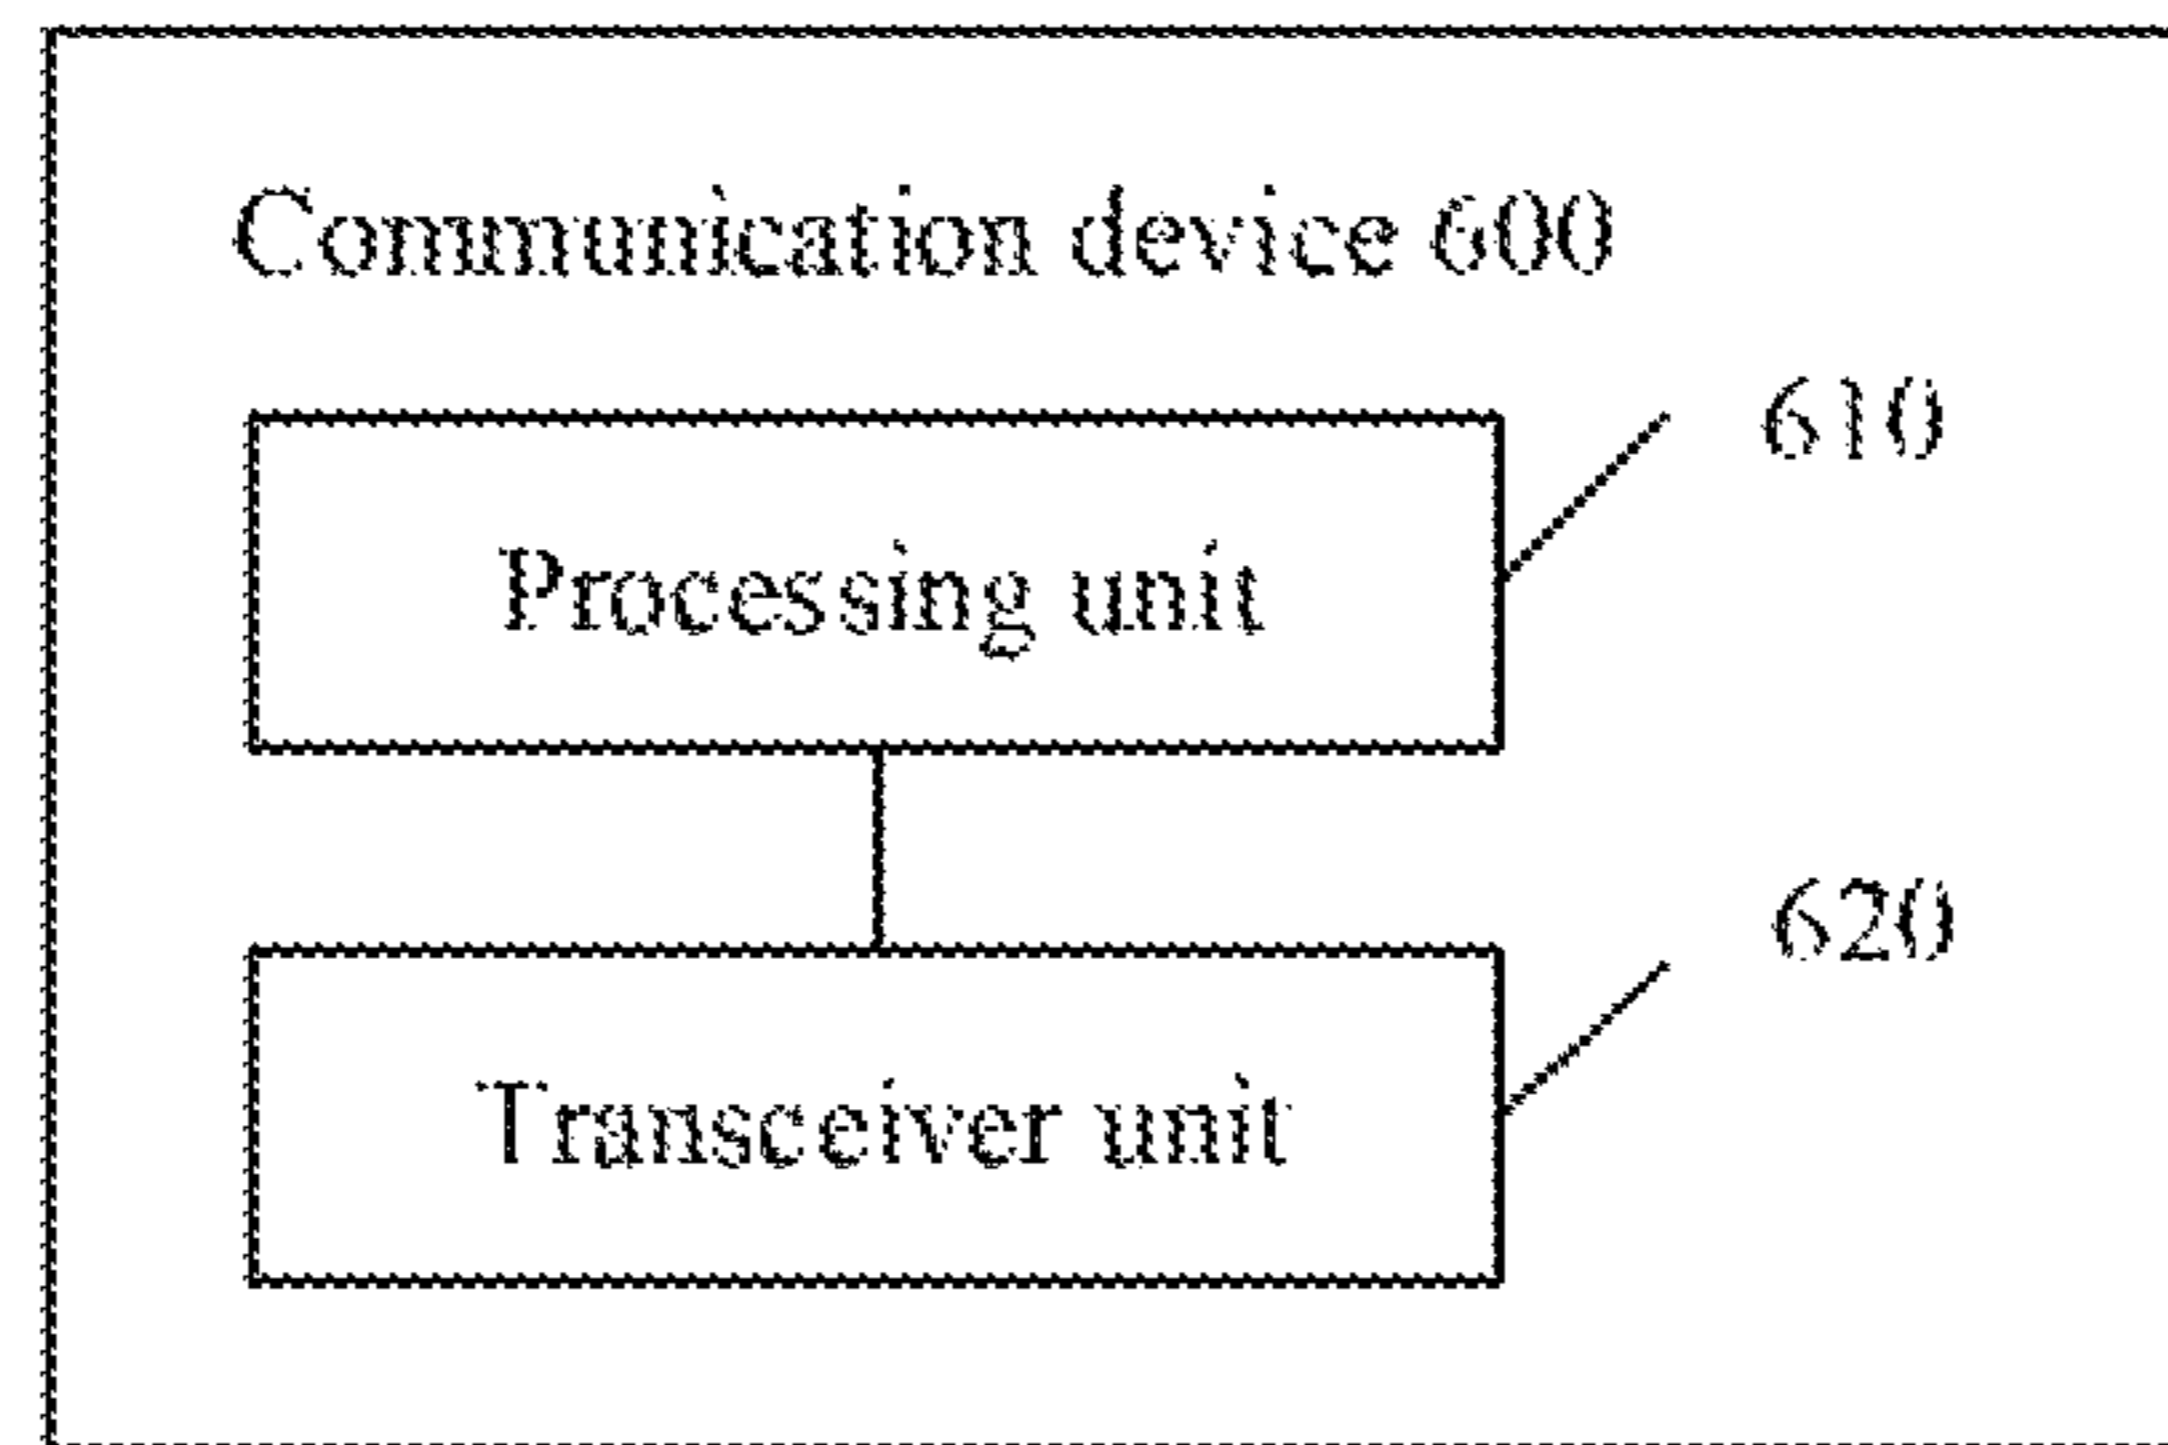 Communication device 600
610
Processing unit
620
Transceiver unit